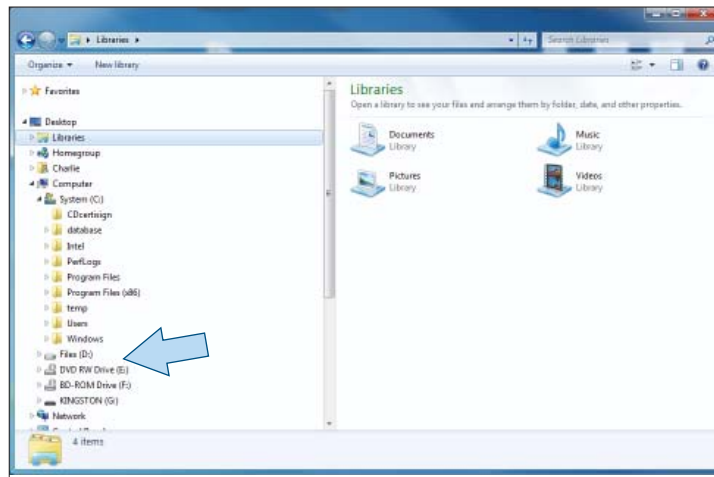 Libraries
Search Libraries
Organize
New library
Favorites
Desktop
Libraries
Homegroup
Charlie
Computer
System (C:)
CDcertisign
database
Intel
PerfLogs
Program Files
Program Files (x86)
temp
Users
Windows
Files (D:)
DVD RW Drive (E:)
BD-ROM Drive (F:)
KINGSTON (G:)
Network
Libraries
Open a library to see your files and arrange them by folder, date, and other properties.
Documents
Library
Music
Library
Pictures
Library
Videos
Library
4 items